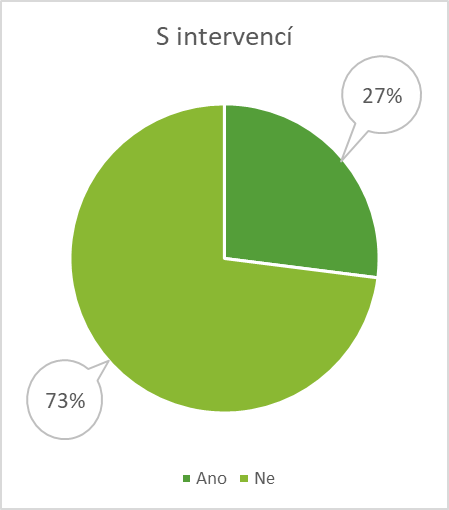 S intervencí
27%
73%
Ano Ne